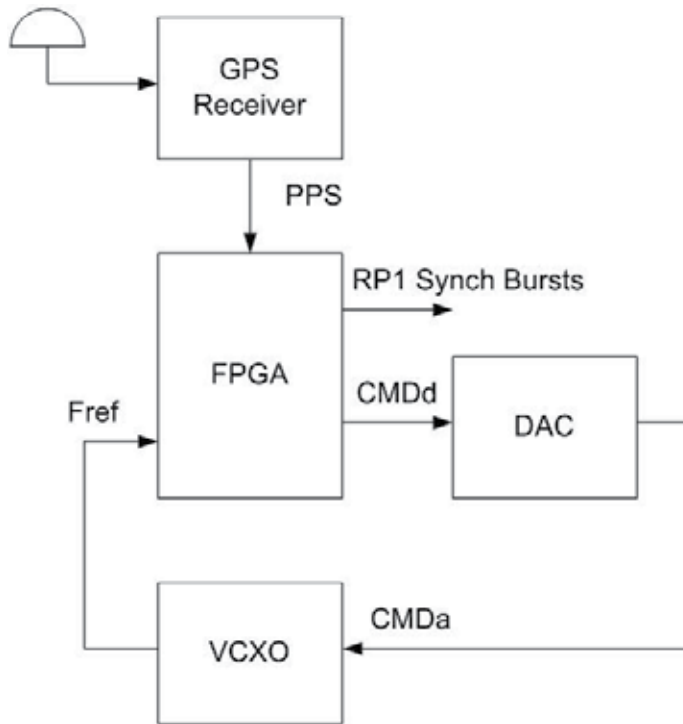 GPS
Receiver
PPS
RP1 Synch Bursts
FPGA
CMDd
DAC
Fref
CMDa
VCXO